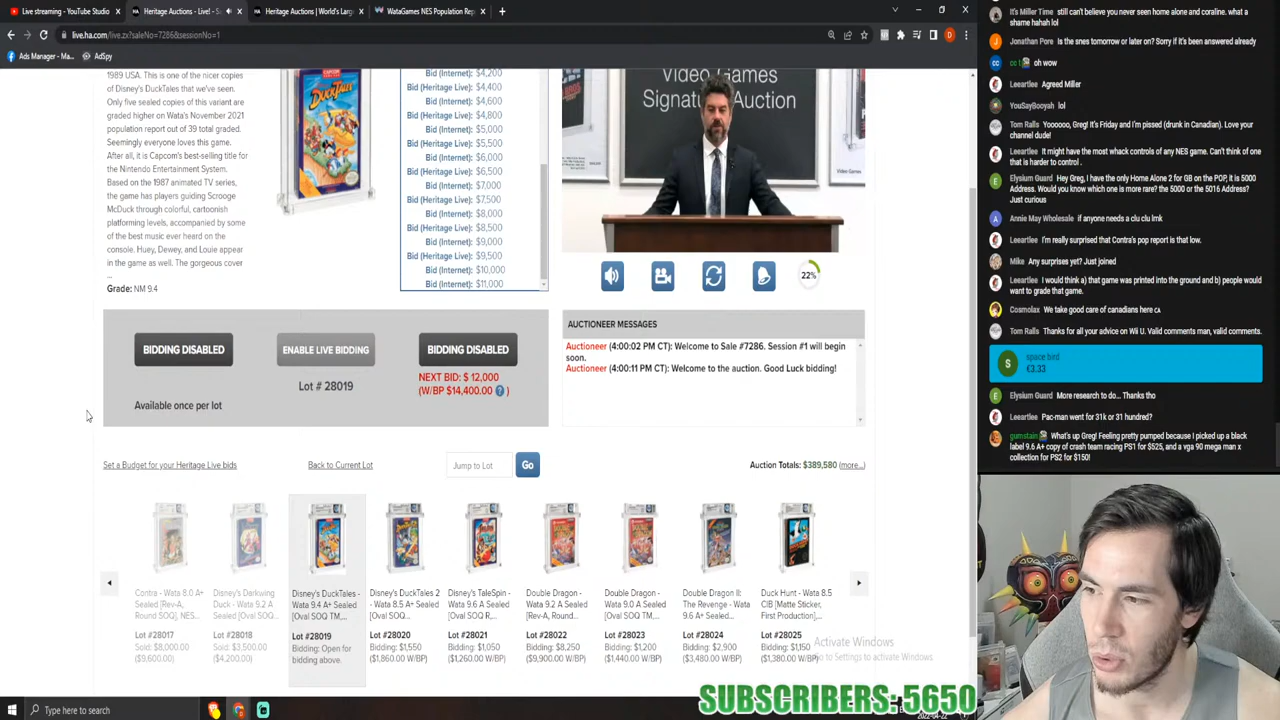 Live streaming - YouTube Studio
Heritage Auctions - Live! - S
Heritage Auctions | World's Larg
WataGames NES Population Rep
live.ha.com/live.zx?saleNo=7286&sessionNo=1
Ads Manager - Ma...
AdSpy
1989 USA. This is one of the nicer copies
of Disney's DuckTales that we've seen.
Only five sealed copies of this variant are
graded higher on Wata's November 2021
population report out of 39 total graded.
Seemingly everyone loves this game.
After all, it is Capcom's best-selling title for
the Nintendo Entertainment System.
Based on the 1987 animated TV series,
the game has players guiding Scrooge
McDuck through colorful, cartoonish
platforming levels, accompanied by some
of the best music ever heard on the
console. Huey, Dewey, and Louie appear
in the game as well. The gorgeous cover
...
Grade: NM 9.4
Bid (Internet): $4,200
Bid (Heritage Live): $4,400
Bid (Internet): $4,600
Bid (Heritage Live): $4,800
Bid (Internet): $5,000
Bid (Heritage Live): $5,500
Bid (Internet): $6,000
Bid (Heritage Live): $6,500
Bid (Internet): $7,000
Bid (Heritage Live): $7,500
Bid (Internet): $8,000
Bid (Heritage Live): $8,500
Bid (Internet): $9,000
Bid (Heritage Live): $9,500
Bid (Internet): $10,000
Bid (Internet): $11,000
Video Games
Signature Auction
Video Games
22%
BIDDING DISABLED
ENABLE LIVE BIDDING
BIDDING DISABLED
Lot # 28019
NEXT BID: $ 12,000
(W/BP $14,400.00 ? )
Available once per lot
AUCTIONEER MESSAGES
Auctioneer (4:00:02 PM CT): Welcome to Sale #7286. Session #1 will begin
soon.
Auctioneer (4:00:11 PM CT): Welcome to the auction. Good Luck bidding!
Set a Budget for your Heritage Live bids
Back to Current Lot
Jump to Lot
Go
Auction Totals: $389,580 (more...)
Contra - Wata 8.0 A+
Sealed [Rev-A,
Round SOQ], NES...
Lot #28017
Sold: $8,000.00
($9,600.00)
Disney's Darkwing
Duck - Wata 9.2 A
Sealed [Oval SOQ...
Lot #28018
Sold: $3,500.00
($4,200.00)
Disney's DuckTales -
Wata 9.4 A+ Sealed
[Oval SOQ TM,...
Lot #28019
Bidding: Open for
bidding above.
Disney's DuckTales 2
- Wata 8.5 A+ Sealed
[Oval SOQ...
Lot #28020
Bidding: $1,550
($1,860.00 W/BP)
Disney's TaleSpin -
Wata 9.6 A Sealed
[Oval SOQ R,...
Lot #28021
Bidding: $1,050
($1,260.00 W/BP)
Double Dragon -
Wata 9.2 A Sealed
[Rev-A, Round...
Lot #28022
Bidding: $8,250
($9,900.00 W/BP)
Double Dragon -
Wata 9.0 A Sealed
[Oval SOQ TM,...
Lot #28023
Bidding: $1,200
($1,440.00 W/BP)
Double Dragon II:
The Revenge - Wata
9.6 A+ Sealed...
Lot #28024
Bidding: $2,900
($3,480.00 W/BP)
Duck Hunt - Wata 8.5
CIB [Matte Sticker,
First Production],...
Lot #28025
Bidding: $1,150
($1,380.00 W/BP)
Activate Windows
Go to Settings to activate Windows
Type here to search
SUBSCRIBERS: 5650
It's Miller Time still can't believe you never seen home alone and coraline. what a
shame hahah lol
Jonathan Pore Is the snes tomorrow or later on? Sorry if it's been answered already
oh wow
Leeartlee Agreed Miller
YouSayBooyah lol
Tom Ralls Yoooooo, Greg! It's Friday and I'm pissed (drunk in Canadian). Love your
channel dude!
Leeartlee It might have the most whack controls of any NES game. Can't think of one
that is harder to control .
Elysium Guard Hey Greg, I have the only Home Alone 2 for GB on the POP, it is 5000
Address. Would you know which one is more rare? the 5000 or the 5016 Address?
Just curious
Annie May Wholesale if anyone needs a clu clu lmk
Leeartlee I'm really surprised that Contra's pop report is that low.
Mike Any surprises yet? Just joined
Leeartlee I would think a) that game was printed into the ground and b) people would
want to grade that game.
Cosmolax We take good care of canadians here CA
Tom Ralls Thanks for all your advice on Wii U. Valid comments man, valid comments.
S
space bird
€3.33
Elysium Guard More research to do... Thanks tho
Leeartlee Pac-man went for 31k or 31 hundred?
gumstain What's up Greg! Feeling pretty pumped because I picked up a black
label 9.6 A+ copy of crash team racing PS1 for $525, and a vga 90 mega man x
collection for PS2 for $150!